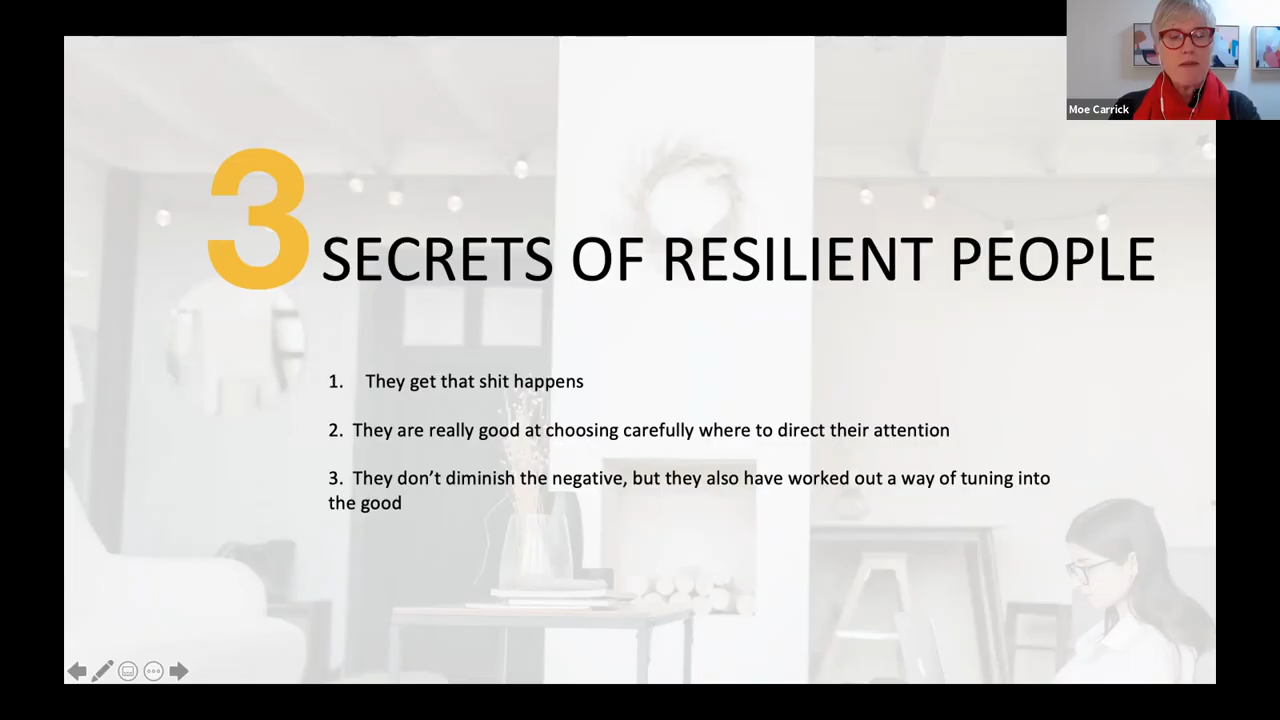 Moe Carrick
3 SECRETS OF RESILIENT PEOPLE
1. They get that shit happens
2. They are really good at choosing carefully where to direct their attention
3. They don’t diminish the negative, but they also have worked out a way of tuning into
the good